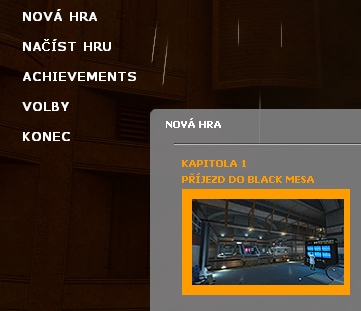 NOVÁ HRA
NAČÍST HRU
ACHIEVEMENTS
VOLBY
KONEC
NOVÁ HRA
KAPITOLA 1
PŘÍJEZD DO BLACK MESA